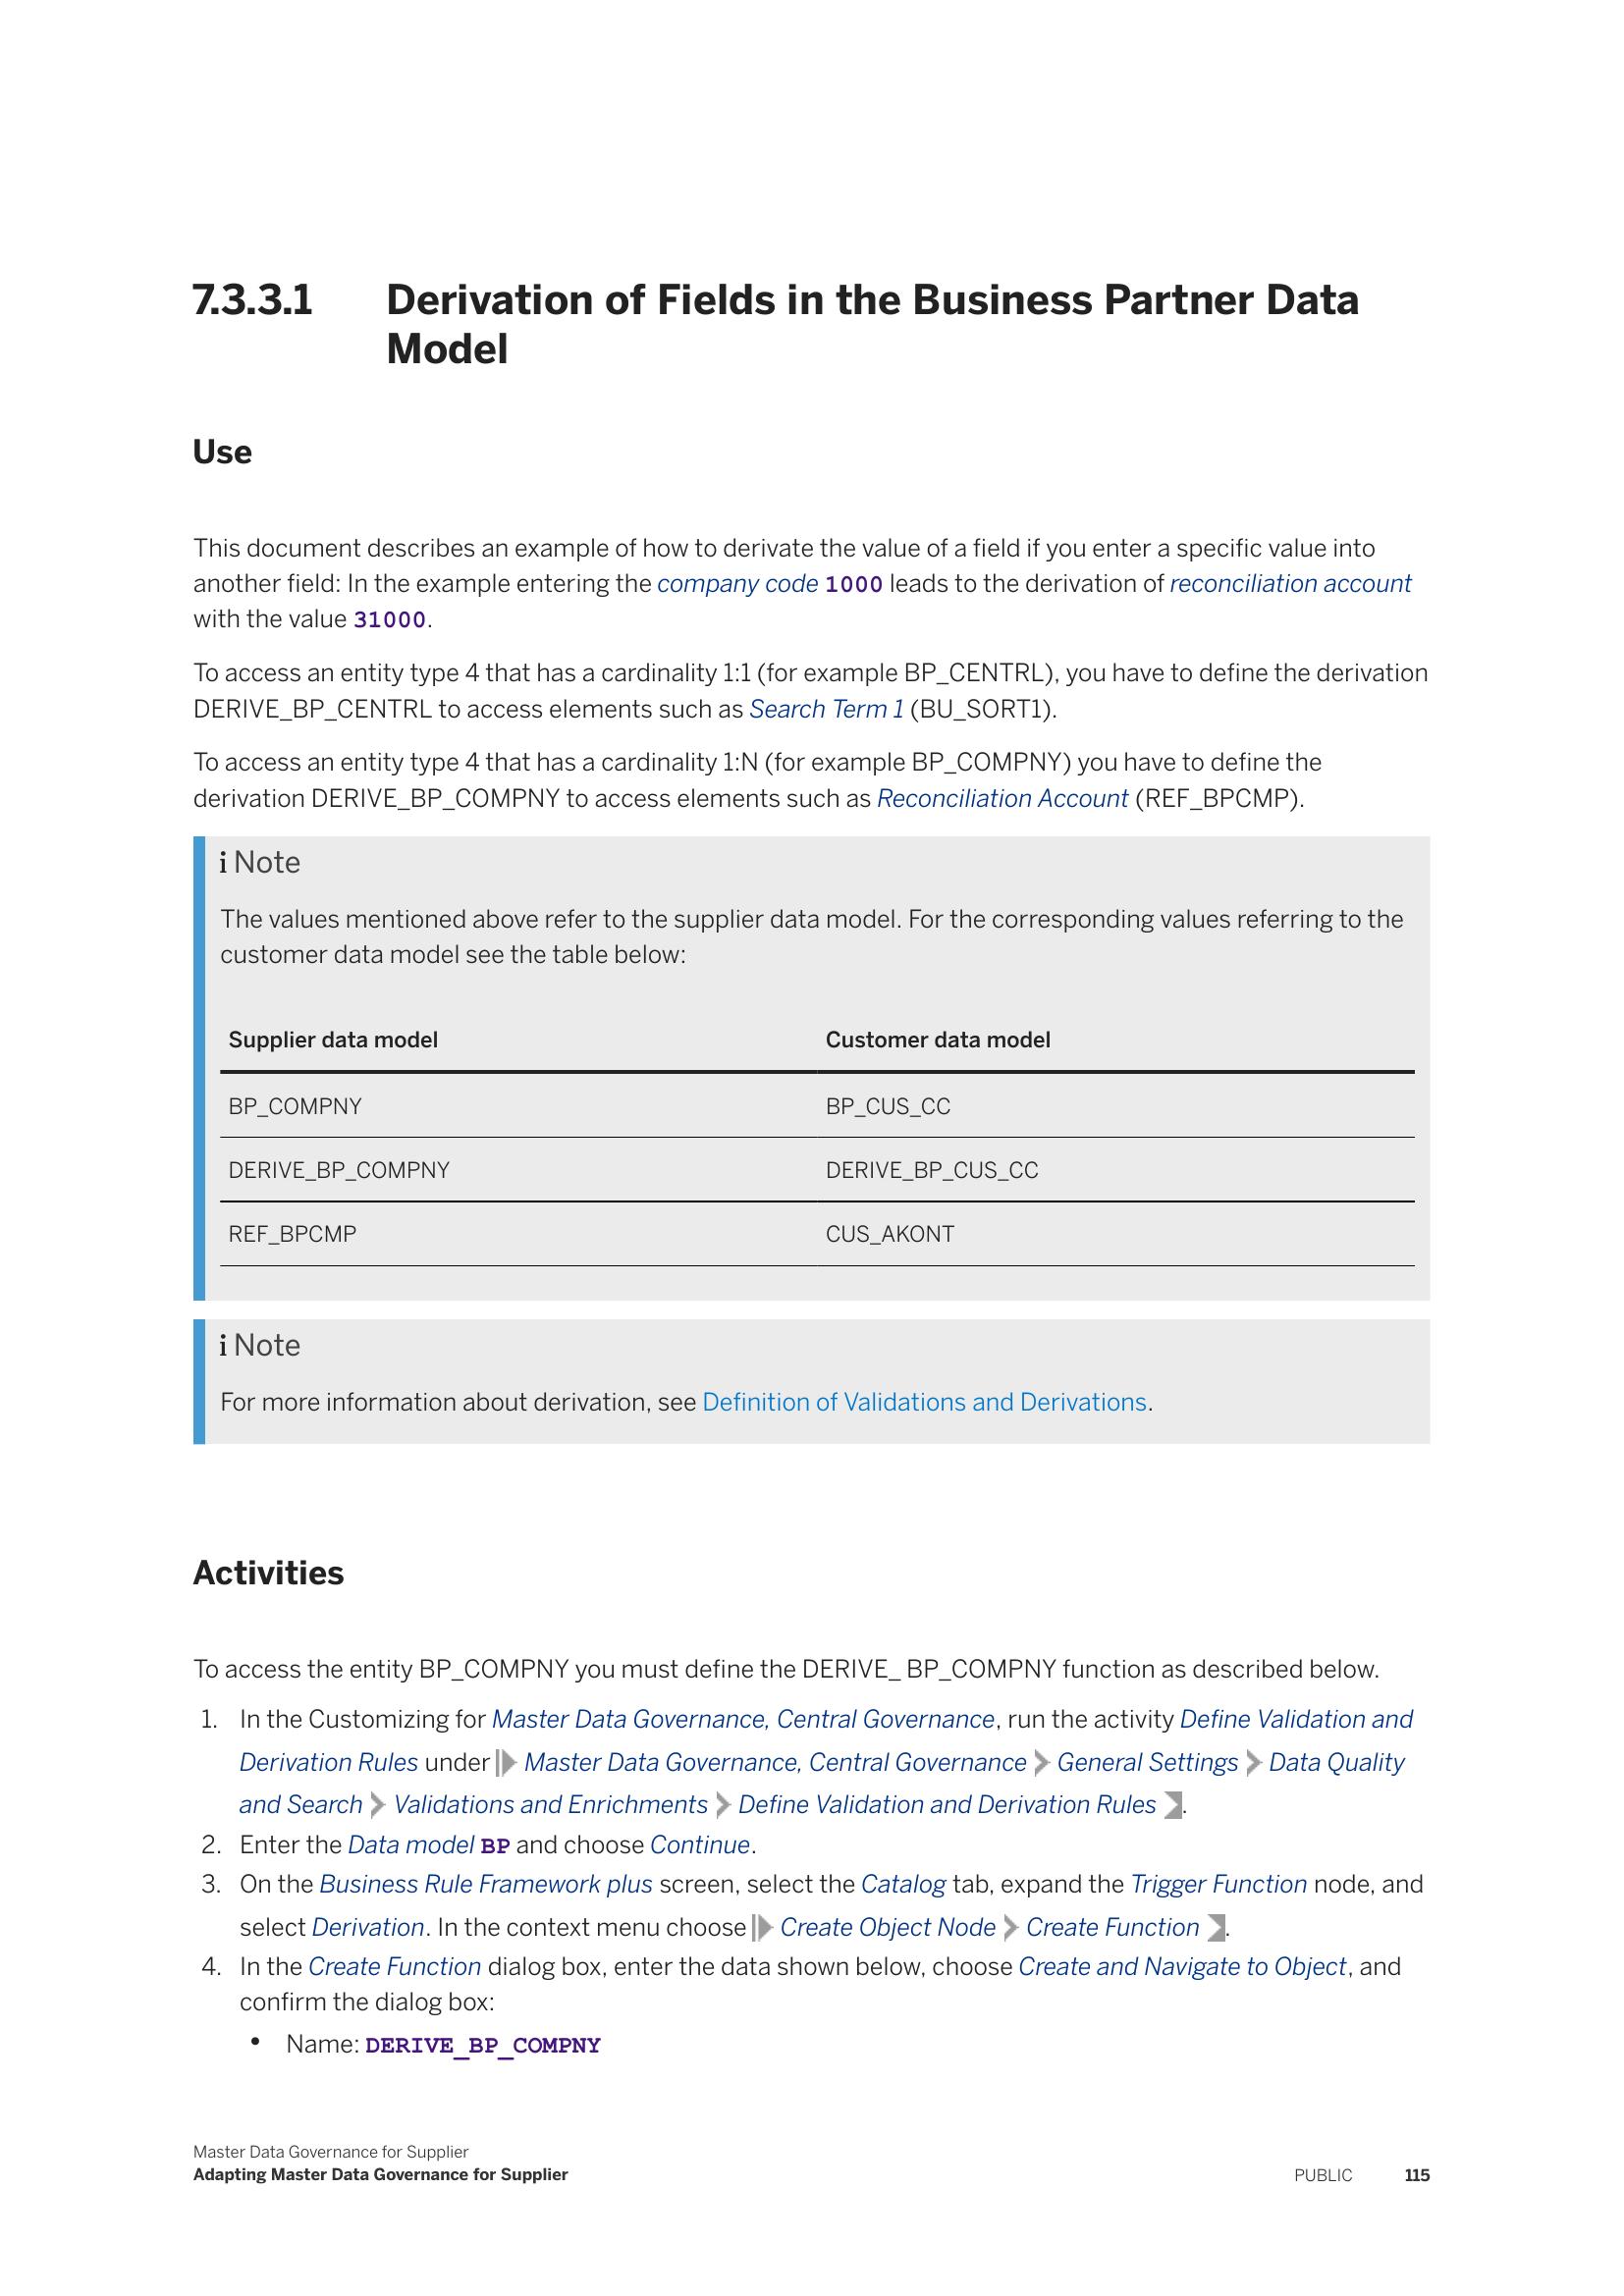 7.3.3.1 Derivation of Fields in the Business Partner Data
Model
Use
This document describes an example of how to derivate the value of a field if you enter a specific value into
another field: In the example entering the company code 1000 leads to the derivation of reconciliation account
with the value 31000.
To access an entity type 4 that has a cardinality 1:1 (for example BP_CENTRL), you have to define the derivation
DERIVE_BP_CENTRL to access elements such as Search Term 1 (BU_SORT1).
To access an entity type 4 that has a cardinality 1:N (for example BP_COMPNY) you have to define the
derivation DERIVE_BP_COMPNY to access elements such as Reconciliation Account (REF_BPCMP).
i Note
The values mentioned above refer to the supplier data model. For the corresponding values referring to the
customer data model see the table below:
Supplier data model Customer data model
BP_COMPNY BP_CUS_CC
DERIVE_BP_COMPNY DERIVE_BP_CUS_CC
REF_BPCMP CUS_AKONT
i Note
For more information about derivation, see Definition of Validations and Derivations.
Activities
To access the entity BP_COMPNY you must define the DERIVE_ BP_COMPNY function as described below.
1. In the Customizing for Master Data Governance, Central Governance, run the activity Define Validation and
Derivation Rules under Master Data Governance, Central Governance General Settings Data Quality
and Search Validations and Enrichments Define Validation and Derivation Rules .
2. Enter the Data model BP and choose Continue.
3. On the Business Rule Framework plus screen, select the Catalog tab, expand the Trigger Function node, and
select Derivation. In the context menu choose Create Object Node Create Function .
4. In the Create Function dialog box, enter the data shown below, choose Create and Navigate to Object, and
confirm the dialog box:
• Name: DERIVE_BP_COMPNY
Master Data Governance for Supplier
Adapting Master Data Governance for Supplier PUBLIC 115